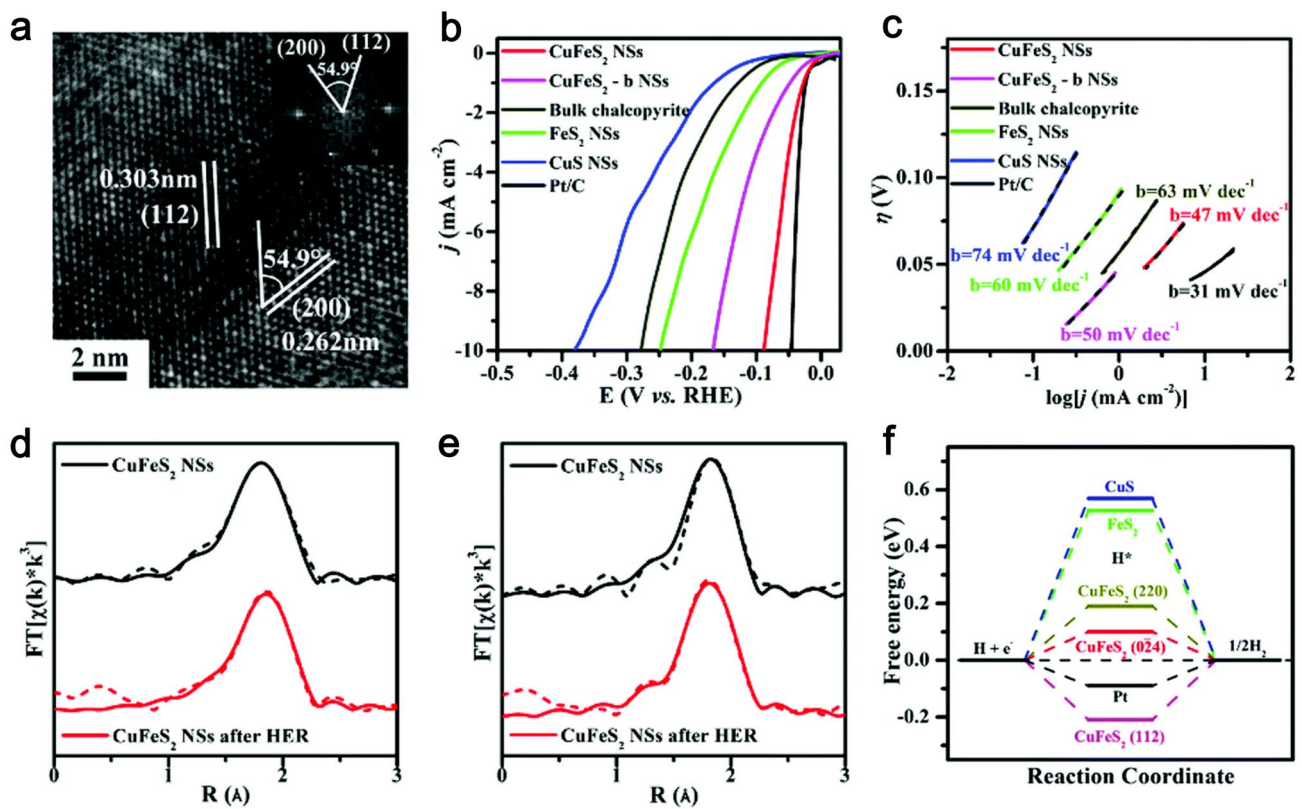 a
(200)
(112)
54.9°
0.303nm
(112)
54.9°
(200)
0.262nm
2 nm
b
CuFeS₂ NSs
CuFeS₂ - b NSs
Bulk chalcopyrite
FeS₂ NSs
CuS NSs
Pt/C
0
-2
-4
-6
-8
-10
j (mA cm⁻²)
-0.5 -0.4 -0.3 -0.2 -0.1 0.0
E (V vs. RHE)
c
CuFeS₂ NSs
CuFeS₂ - b NSs
Bulk chalcopyrite
FeS₂ NSs
CuS NSs
Pt/C
0.15
0.10
0.05
0.00
η (V)
b=63 mV dec⁻¹
b=47 mV dec⁻¹
b=74 mV dec⁻¹
b=60 mV dec⁻¹
b=31 mV dec⁻¹
b=50 mV dec⁻¹
-2 -1 0 1 2
log[j (mA cm⁻²)]
d
CuFeS₂ NSs
FT[χ(k)*k³]
CuFeS₂ NSs after HER
0 1 2 3
R (Å)
e
CuFeS₂ NSs
FT[χ(k)*k³]
CuFeS₂ NSs after HER
0 1 2 3
R (Å)
f
0.6
0.4
0.2
0.0
-0.2
Free energy (eV)
CuS
FeS₂
H*
CuFeS₂ (220)
H + e⁻
CuFeS₂ (02̄4)
1/2H₂
Pt
CuFeS₂ (112)
Reaction Coordinate